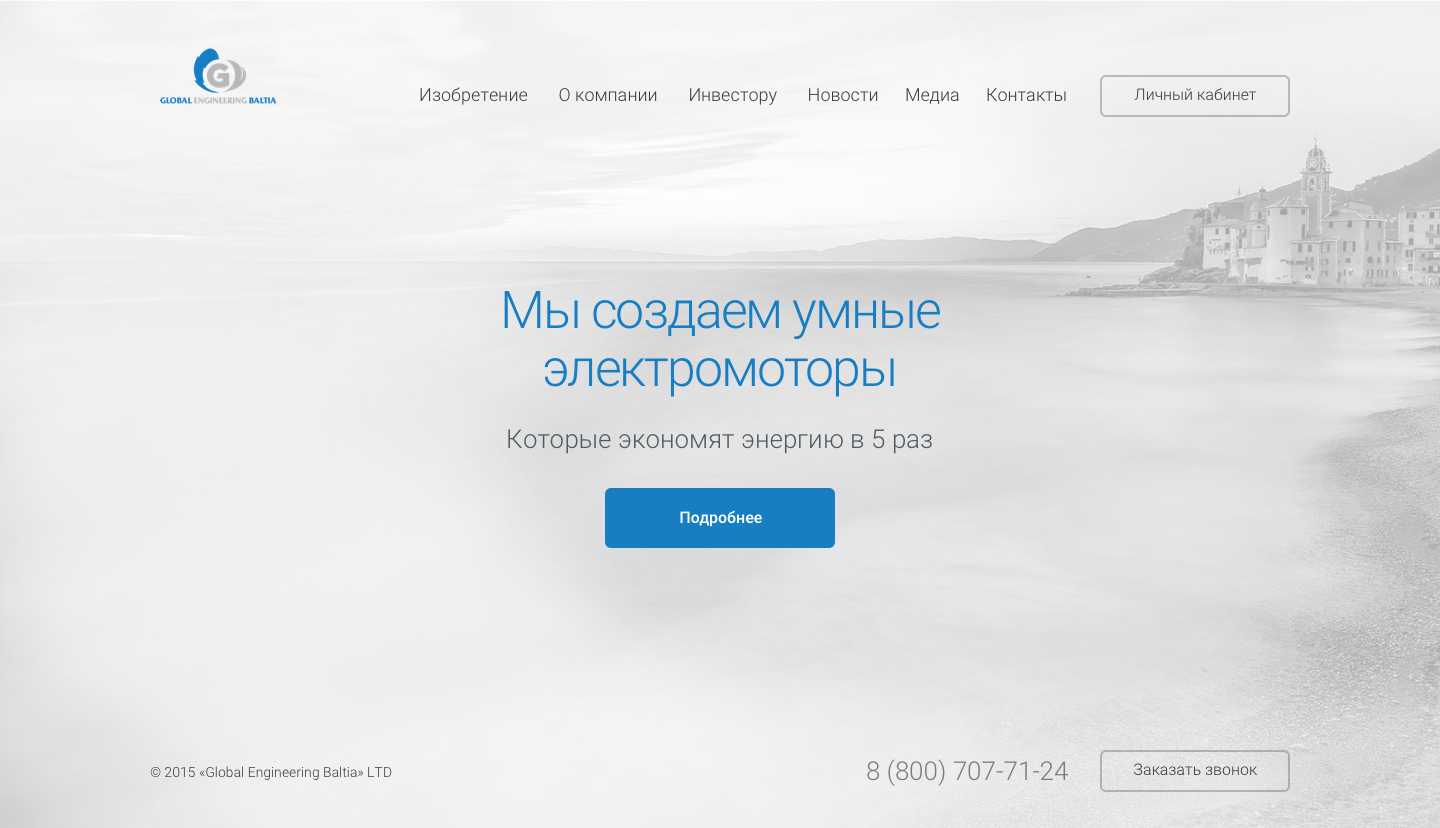 G
GLOBAL ENGINEERING BALTIA
Изобретение О компании Инвестору Новости Медиа Контакты Личный кабинет
Мы создаем умные
электромоторы
Которые экономят энергию в 5 раз
Подробнее
© 2015 «Global Engineering Baltia» LTD 8 (800) 707-71-24 Заказать звонок